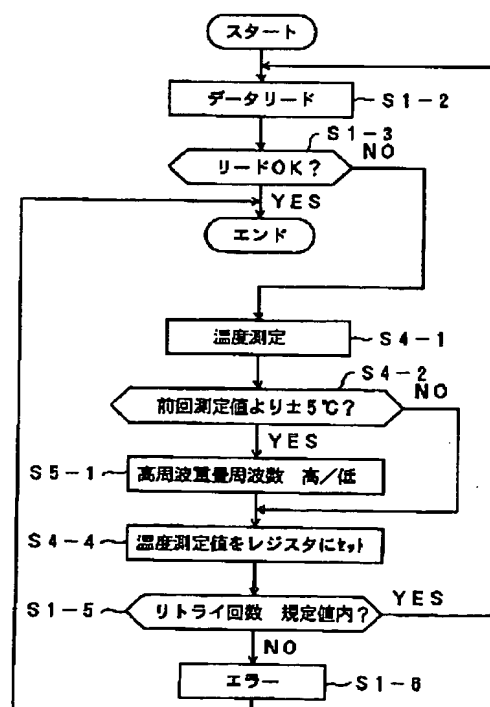 スタート
データリード
S1-2
S1-3
リードOK?
NO
YES
エンド
温度測定
S4-1
S4-2
前回測定値より±5℃?
NO
YES
S5-1
高周波重畳周波数 高/低
S4-4
温度測定値をレジスタにセット
S1-5
リトライ回数 規定値内?
YES
NO
エラー
S1-6